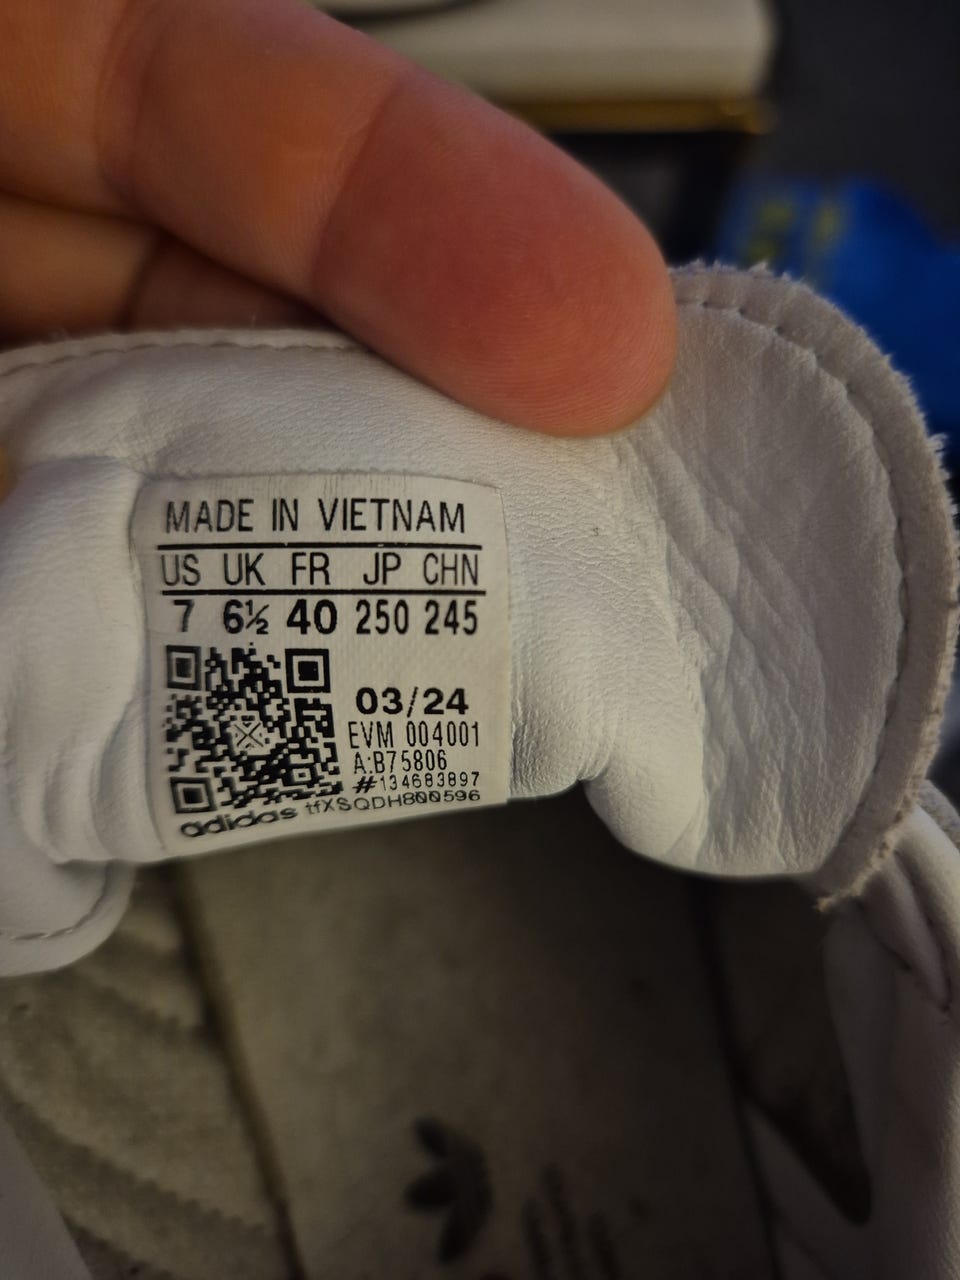 MADE IN VIETNAM
US UK FR JP CHN
7 6½ 40 250 245
03/24
EVM 004001
A:B75806
#134683897
adidas tfXSQDH800596